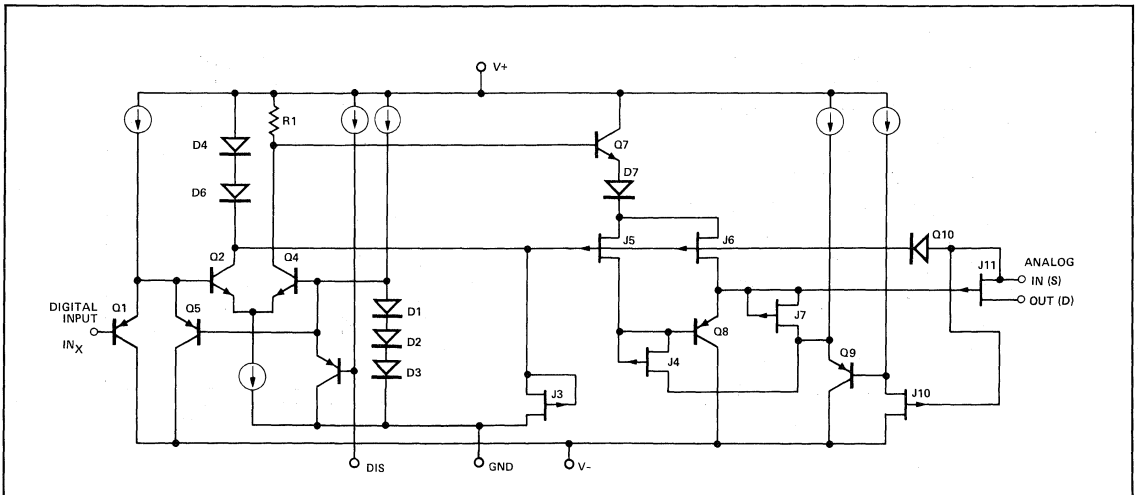 V+
R1
D4
Q7
D7
D6
J5
J6
Q10
Q2
Q4
J11
ANALOG
IN (S)
OUT (D)
DIGITAL
INPUT
INX
Q1
Q5
D1
D2
D3
J7
Q8
J4
Q9
J3
J10
DIS
GND
V-